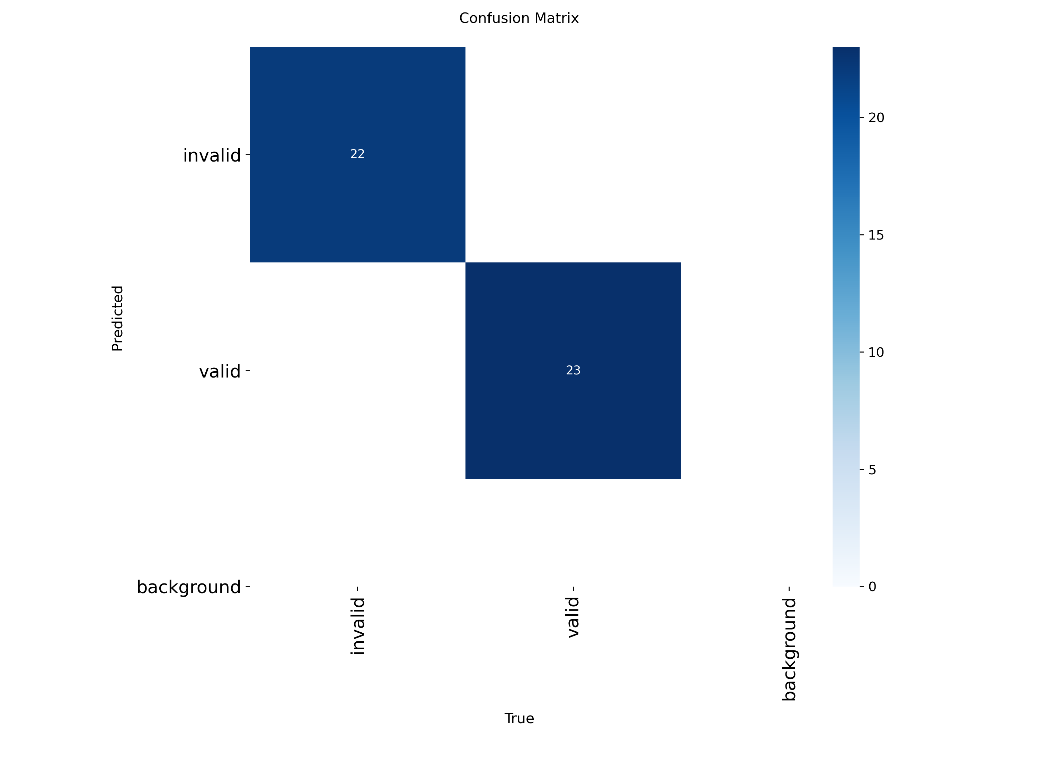 Confusion Matrix
invalid
valid
background
Predicted
22
23
invalid
valid
background
True
20
15
10
5
0